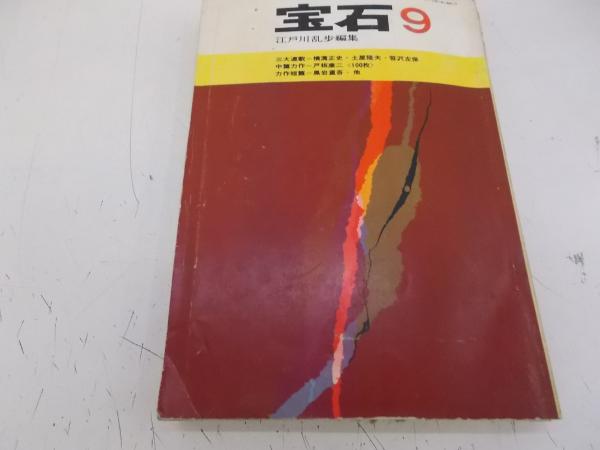 宝石9
江戸川乱歩編集
三大連載―横溝正史・土屋隆夫・笹沢左保
中篇力作―戸板康二〈100枚〉
力作短篇―黒岩重吾・他